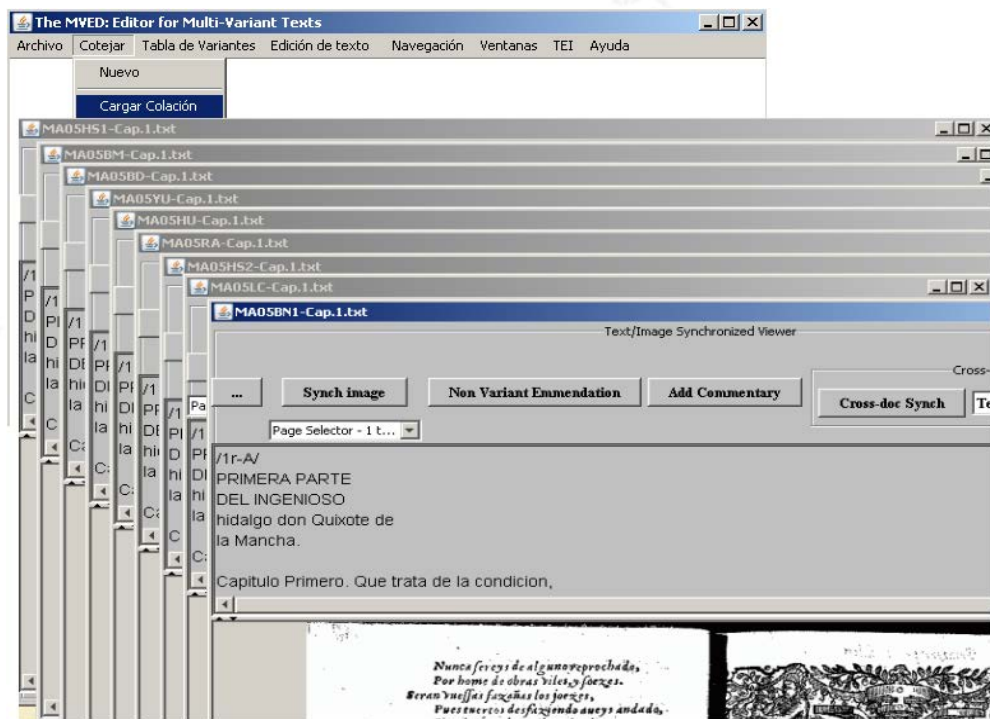 The MVED: Editor for Multi-Variant Texts
Archivo Cotejar Tabla de Variantes Edición de texto Navegación Ventanas TEI Ayuda
Nuevo
Cargar Colación
MA05HS1-Cap.1.txt
MA05BM-Cap.1.txt
MA05BD-Cap.1.txt
MA05YU-Cap.1.txt
MA05HU-Cap.1.txt
MA05RA-Cap.1.txt
MA05HS2-Cap.1.txt
MA05LC-Cap.1.txt
MA05BN1-Cap.1.txt
Text/Image Synchronized Viewer
Cross-
... Synch image Non Variant Emmendation Add Commentary Cross-doc Synch Te
Page Selector - 1 t...
/1r-A/
PRIMERA PARTE
DEL INGENIOSO
hidalgo don Quixote de
la Mancha.
Capitulo Primero. Que trata de la condicion,
Nunca sereys de alguno reprochado,
Por home de obras viles, y soezes.
Seran vuessas fazañas los joezes,
Pues tuertos desfaziendo aueys andado,